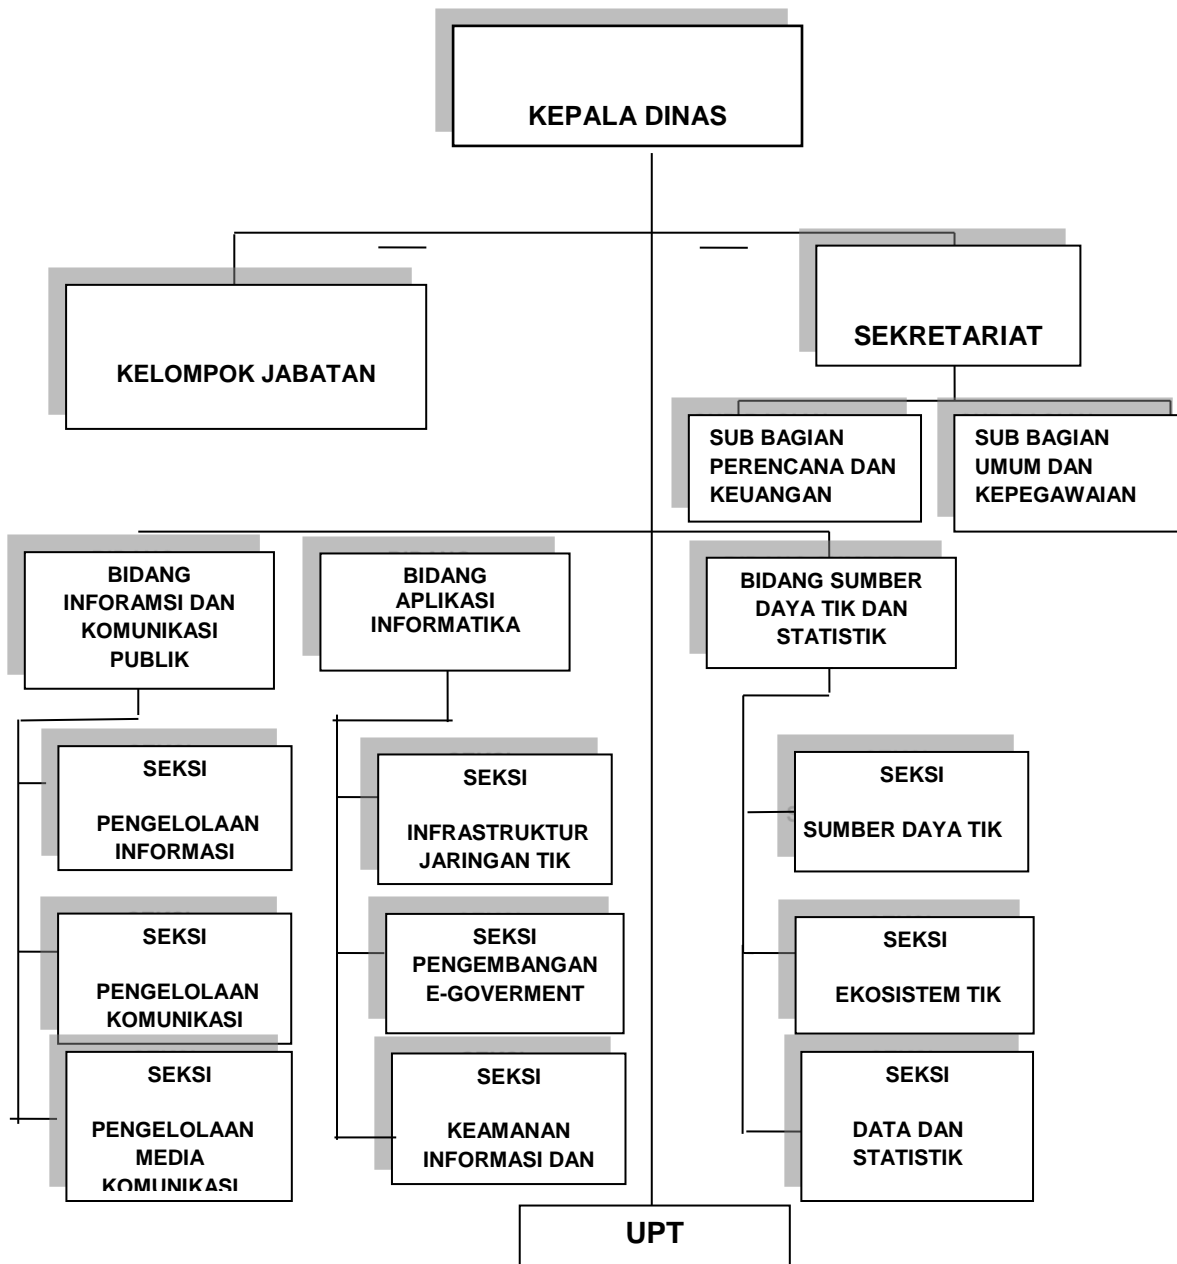 KEPALA DINAS
KELOMPOK JABATAN
SEKRETARIAT
SUB BAGIAN
PERENCANA DAN
KEUANGAN
SUB BAGIAN
UMUM DAN
KEPEGAWAIAN
BIDANG
INFORAMSI DAN
KOMUNIKASI
PUBLIK
BIDANG
APLIKASI
INFORMATIKA
BIDANG SUMBER
DAYA TIK DAN
STATISTIK
SEKSI
PENGELOLAAN
INFORMASI
SEKSI
INFRASTRUKTUR
JARINGAN TIK
SEKSI
SUMBER DAYA TIK
SEKSI
PENGELOLAAN
KOMUNIKASI
SEKSI
PENGEMBANGAN
E-GOVERMENT
SEKSI
EKOSISTEM TIK
SEKSI
PENGELOLAAN
MEDIA
KOMUNIKASI
SEKSI
KEAMANAN
INFORMASI DAN
SEKSI
DATA DAN
STATISTIK
UPT